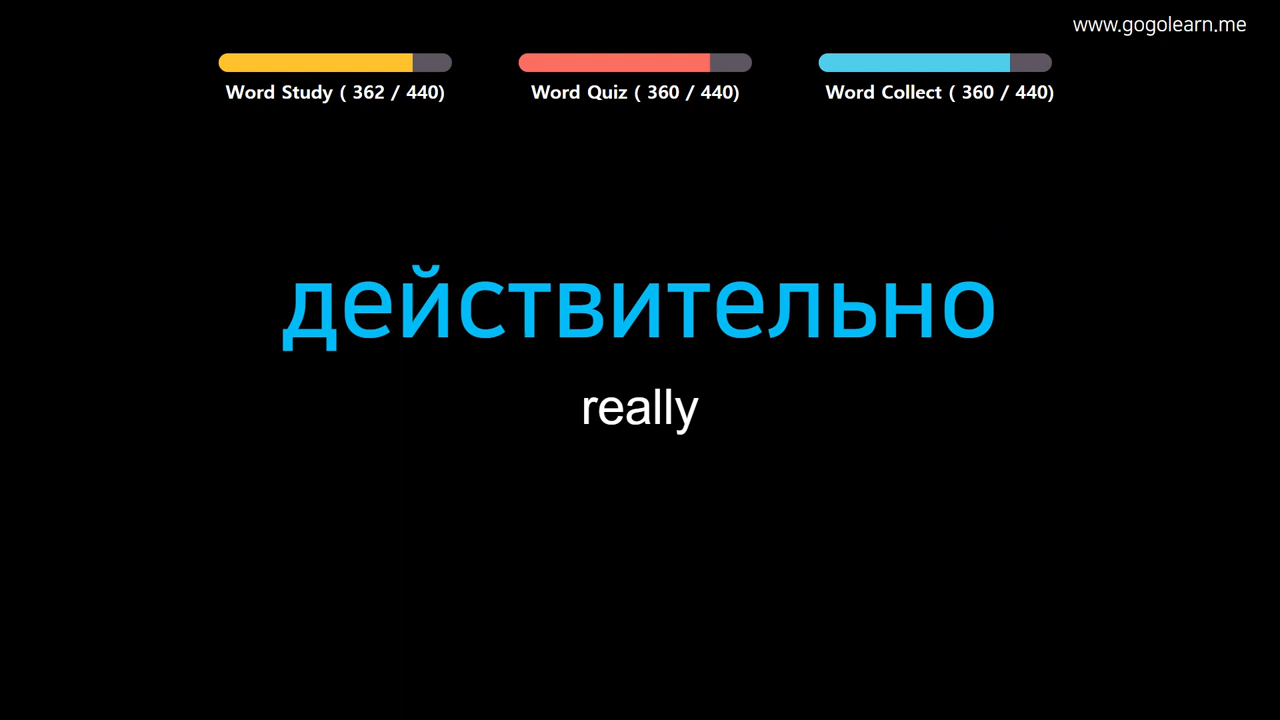 www.gogolearn.me
Word Study ( 362 / 440)
Word Quiz ( 360 / 440)
Word Collect ( 360 / 440)
действительно
really